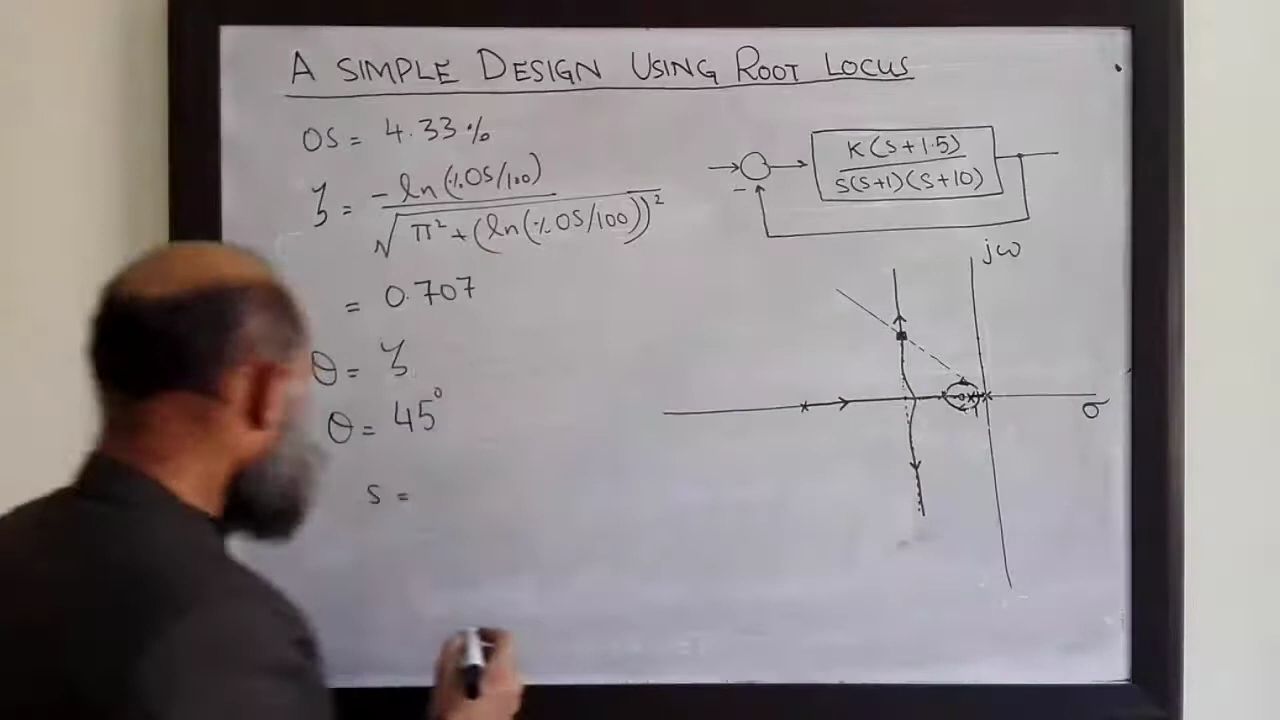 A SIMPLE DESIGN USING ROOT LOCUS
OS = 4.33%
ζ = -ln(%OS/100)
√π²+(ln(%OS/100))²
= 0.707
θ = ζ
θ = 45°
s =
K(s+1.5)
s(s+1)(s+10)
-
jω
σ